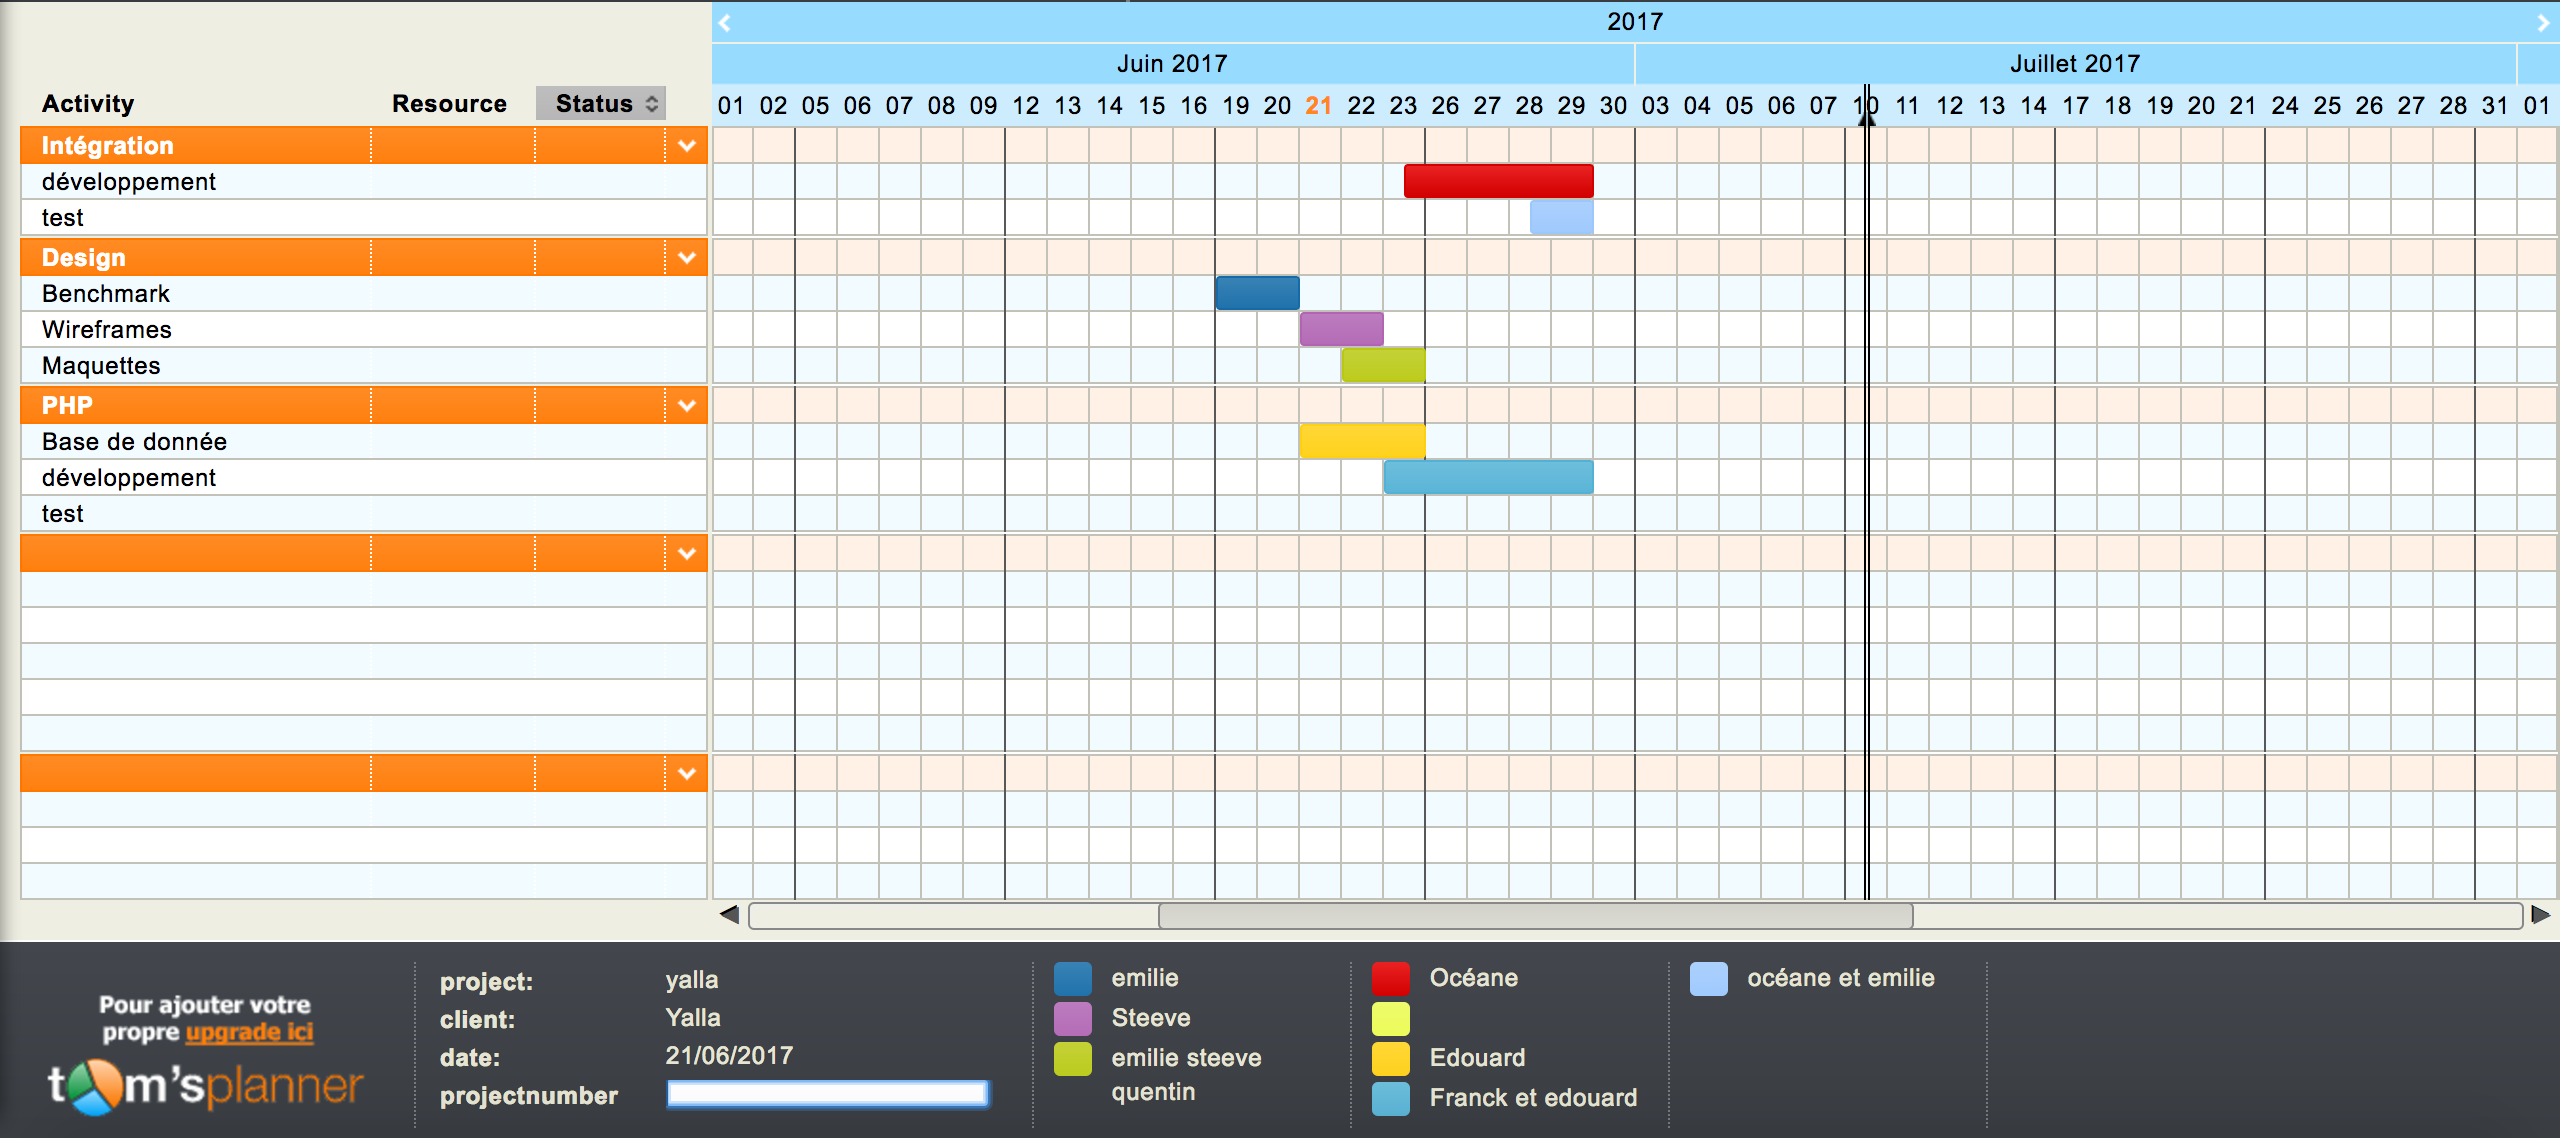 2017
Juin 2017 Juillet 2017
Activity Resource Status 01 02 05 06 07 08 09 12 13 14 15 16 19 20 21 22 23 26 27 28 29 30 03 04 05 06 07 10 11 12 13 14 17 18 19 20 21 24 25 26 27 28 31 01
Intégration
développement
test
Design
Benchmark
Wireframes
Maquettes
PHP
Base de donnée
développement
test
Pour ajouter votre
propre upgrade ici
tom'splanner
project: yalla
client: Yalla
date: 21/06/2017
projectnumber
emilie
Steeve
emilie steeve
quentin
Océane
Edouard
Franck et edouard
océane et emilie